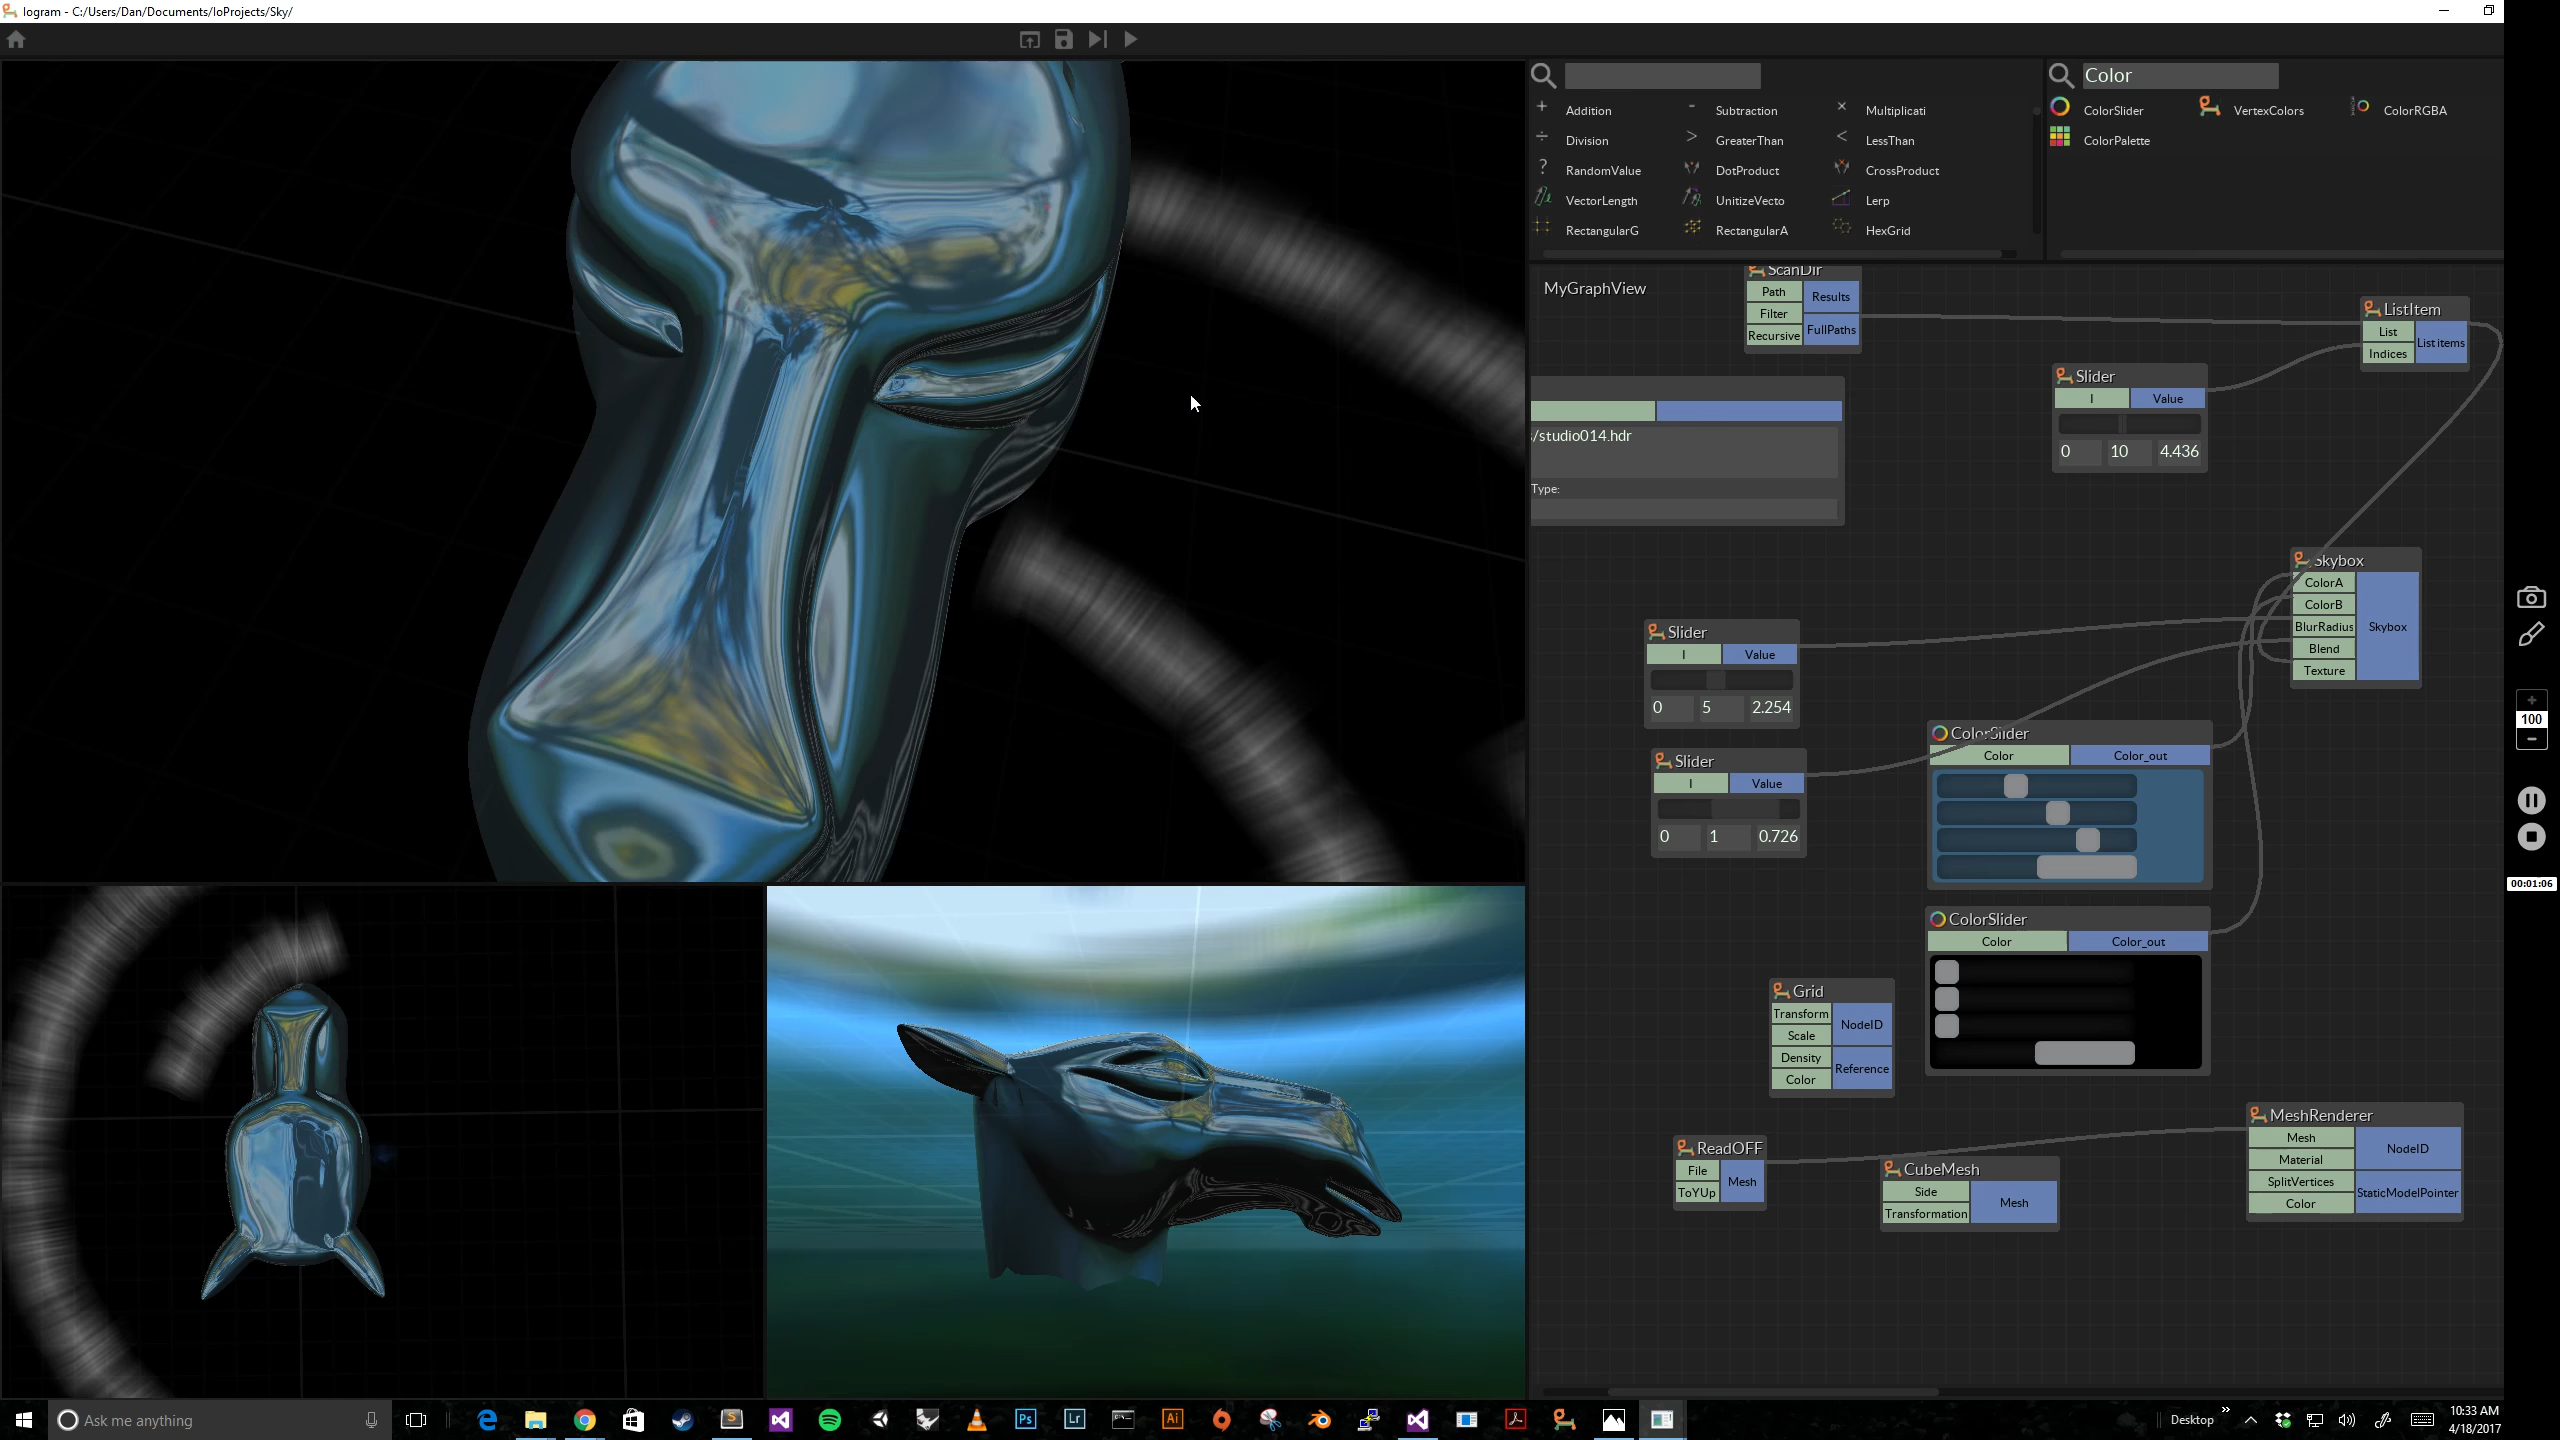 Iogram - C:/Users/Dan/Documents/IoProjects/Sky/
Color
Addition
Subtraction
Multiplicati
ColorSlider
VertexColors
ColorRGBA
Division
GreaterThan
LessThan
ColorPalette
RandomValue
DotProduct
CrossProduct
VectorLength
UnitizeVecto
Lerp
RectangularG
RectangularA
HexGrid
MyGraphView
ScanDir
Path
Filter
Recursive
Results
FullPaths
ListItem
List
Indices
List items
Slider
I
Value
0
10
4.436
s/studio014.hdr
Type:
Skybox
ColorA
ColorB
BlurRadius
Blend
Texture
Skybox
Slider
I
Value
0
5
2.254
Slider
I
Value
0
1
0.726
ColorSlider
Color
Color_out
ColorSlider
Color
Color_out
Grid
Transform
Scale
Density
Color
NodeID
Reference
ReadOFF
File
ToYUp
Mesh
CubeMesh
Side
Transformation
Mesh
MeshRenderer
Mesh
Material
SplitVertices
Color
NodeID
StaticModelPointer
100
00:01:06
Ask me anything
Ps
Lr
Ai
Desktop
10:33 AM
4/18/2017